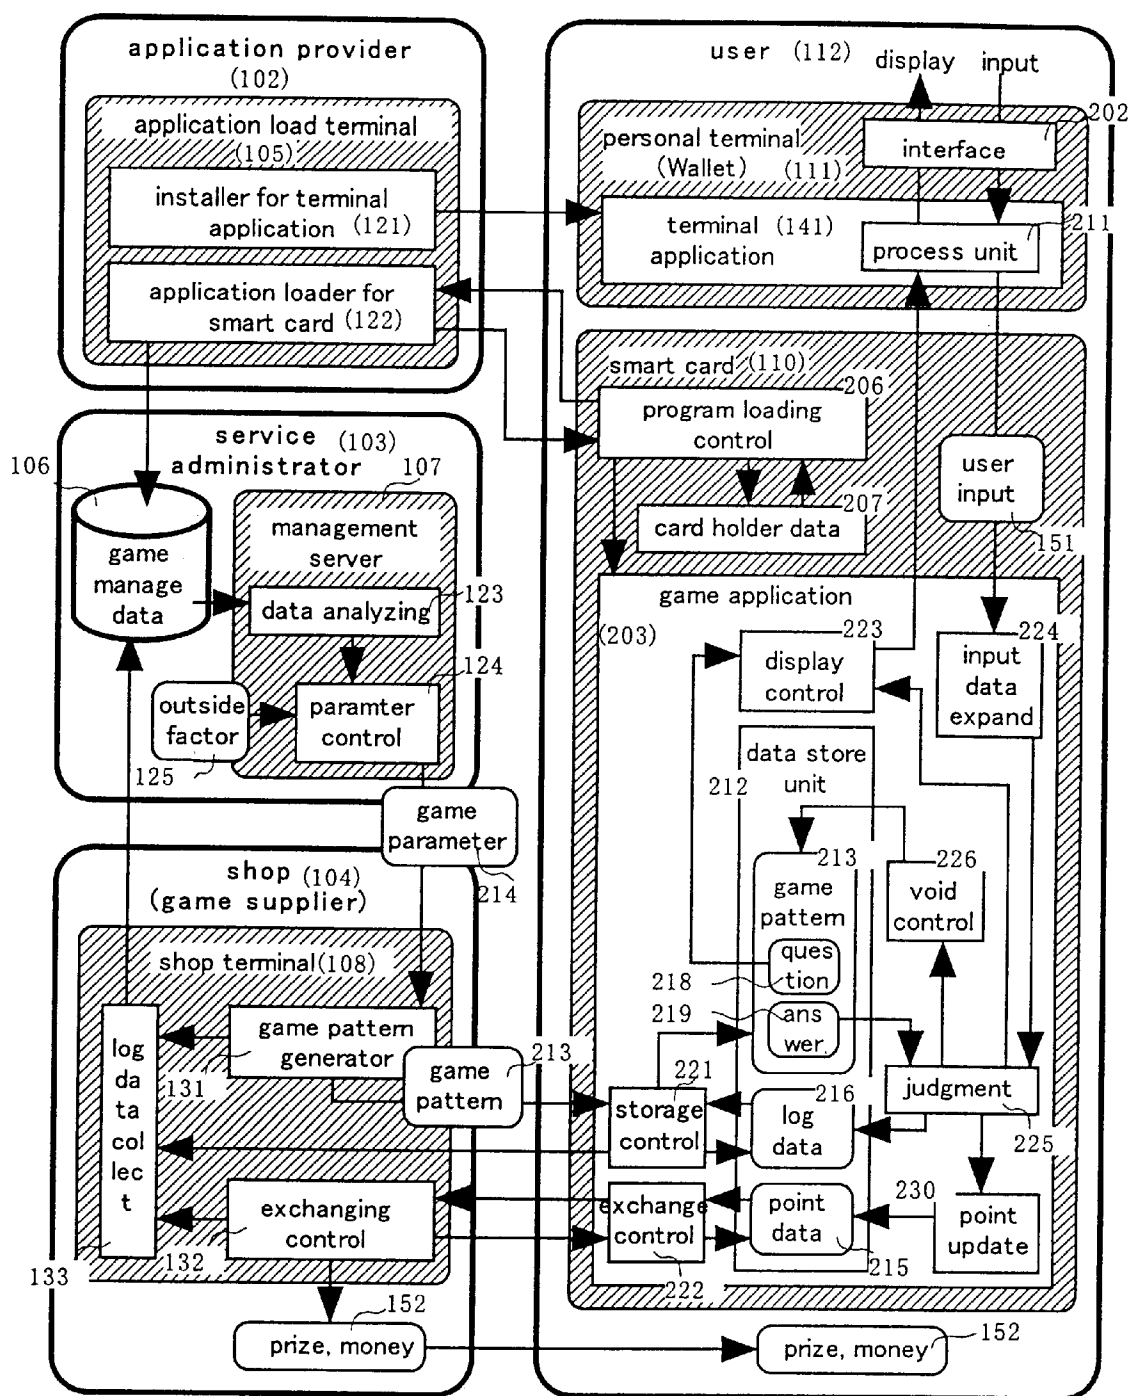 application provider
(102)
application load terminal
(105)
installer for terminal
application (121)
application loader for
smart card (122)
service (103)
administrator
106
107
game
manage
data
management
server
data analyzing
123
124
outside
factor
125
paramter
control
game
parameter
214
shop (104)
(game supplier)
shop terminal(108)
log
data
collect
game pattern
generator
131
game
pattern
213
exchanging
control
132
133
152
prize, money
user (112)
display
input
202
personal terminal
(Wallet) (111)
interface
terminal (141)
application
process unit
211
smart card (110)
206
program loading
control
207
card holder data
user
input
151
game application
(203)
223
display
control
224
input
data
expand
data store
unit
212
213
game
pattern
ques
tion
218
ans
wer
219
226
void
control
221
storage
control
216
log
data
judgment
225
exchange
control
222
point
data
215
230
point
update
prize, money
152